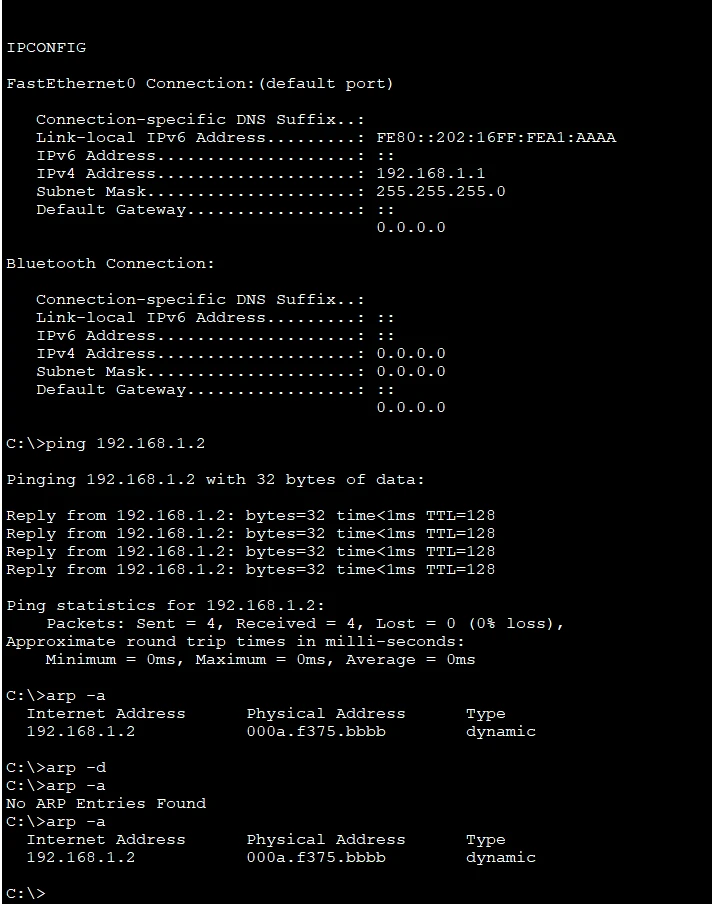 IPCONFIG
FastEthernet0 Connection:(default port)
Connection-specific DNS Suffix..:
Link-local IPv6 Address.........: FE80::202:16FF:FEA1:AAAA
IPv6 Address....................: ::
IPv4 Address....................: 192.168.1.1
Subnet Mask.....................: 255.255.255.0
Default Gateway.................: ::
0.0.0.0
Bluetooth Connection:
Connection-specific DNS Suffix..:
Link-local IPv6 Address.........: ::
IPv6 Address....................: ::
IPv4 Address....................: 0.0.0.0
Subnet Mask.....................: 0.0.0.0
Default Gateway.................: ::
0.0.0.0
C:\>ping 192.168.1.2
Pinging 192.168.1.2 with 32 bytes of data:
Reply from 192.168.1.2: bytes=32 time<1ms TTL=128
Reply from 192.168.1.2: bytes=32 time<1ms TTL=128
Reply from 192.168.1.2: bytes=32 time<1ms TTL=128
Reply from 192.168.1.2: bytes=32 time<1ms TTL=128
Ping statistics for 192.168.1.2:
Packets: Sent = 4, Received = 4, Lost = 0 (0% loss),
Approximate round trip times in milli-seconds:
Minimum = 0ms, Maximum = 0ms, Average = 0ms
C:\>arp -a
Internet Address Physical Address Type
192.168.1.2 000a.f375.bbbb dynamic
C:\>arp -d
C:\>arp -a
No ARP Entries Found
C:\>arp -a
Internet Address Physical Address Type
192.168.1.2 000a.f375.bbbb dynamic
C:\>